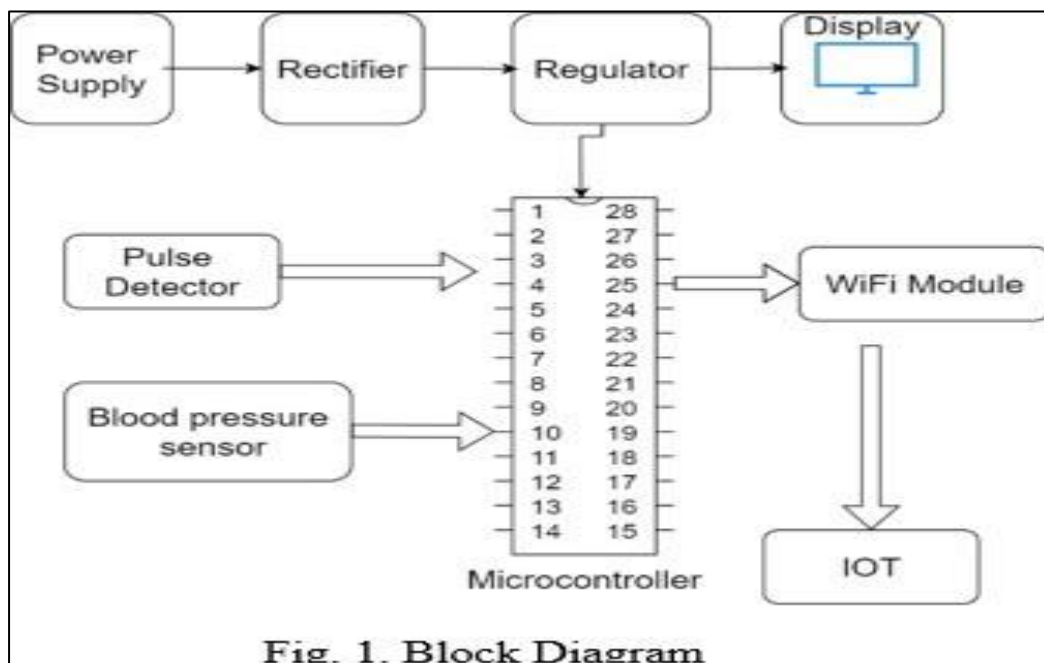 Power
Supply
Rectifier
Regulator
Display
Pulse
Detector
Blood pressure
sensor
1 28
2 27
3 26
4 25
5 24
6 23
7 22
8 21
9 20
10 19
11 18
12 17
13 16
14 15
Microcontroller
WiFi Module
IOT
Fig. 1. Block Diagram